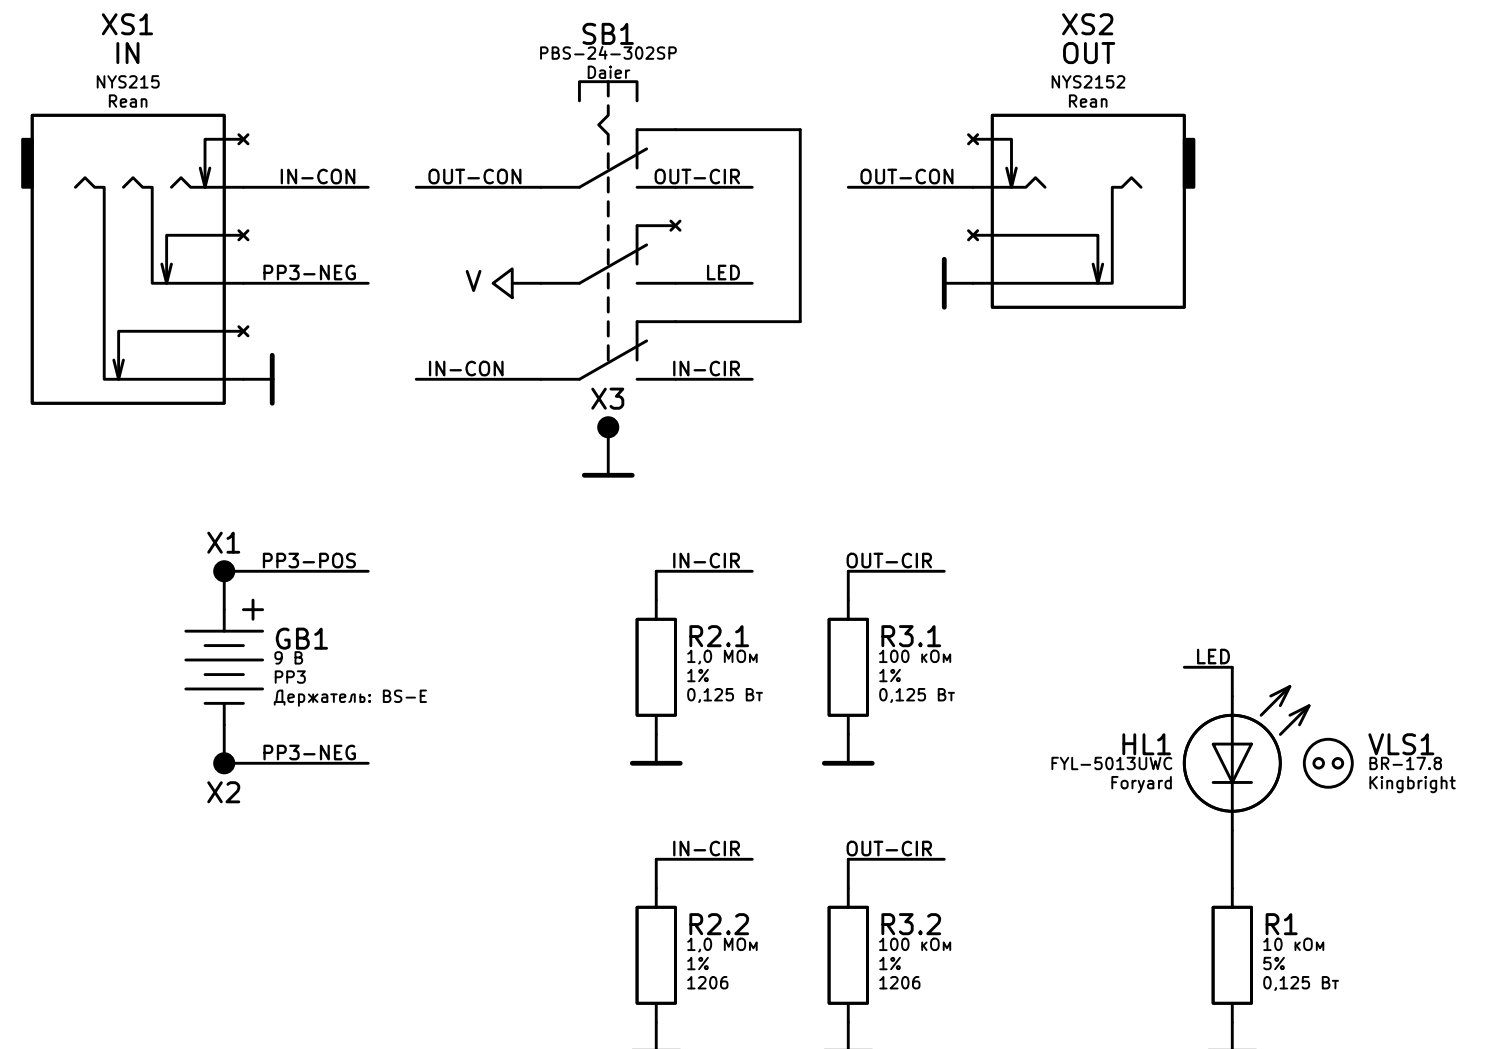 XS1
IN
NYS215
Rean
IN-CON
PP3-NEG
SB1
PBS-24-302SP
Daier
OUT-CON
OUT-CIR
V
LED
IN-CON
IN-CIR
X3
XS2
OUT
NYS2152
Rean
OUT-CON
X1
PP3-POS
+
GB1
9 В
PP3
Держатель: BS-E
PP3-NEG
X2
IN-CIR
R2.1
1,0 МОм
1%
0,125 Вт
OUT-CIR
R3.1
100 кОм
1%
0,125 Вт
LED
HL1
FYL-5013UWC
Foryard
VLS1
BR-17.8
Kingbright
IN-CIR
R2.2
1,0 МОм
1%
1206
OUT-CIR
R3.2
100 кОм
1%
1206
R1
10 кОм
5%
0,125 Вт